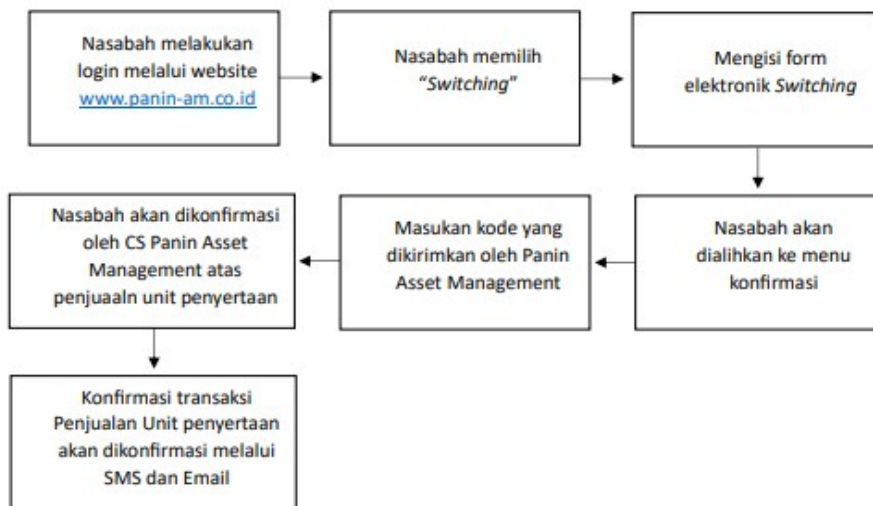 Nasabah melakukan
login melalui website
www.panin-am.co.id
Nasabah memilih
“Switching”
Mengisi form
elektronik Switching
Nasabah akan
dialihkan ke menu
konfirmasi
Masukan kode yang
dikirimkan oleh Panin
Asset Management
Nasabah akan dikonfirmasi
oleh CS Panin Asset
Management atas
penjuaaln unit penyertaan
Konfirmasi transaksi
Penjualan Unit penyertaan
akan dikonfirmasi melalui
SMS dan Email